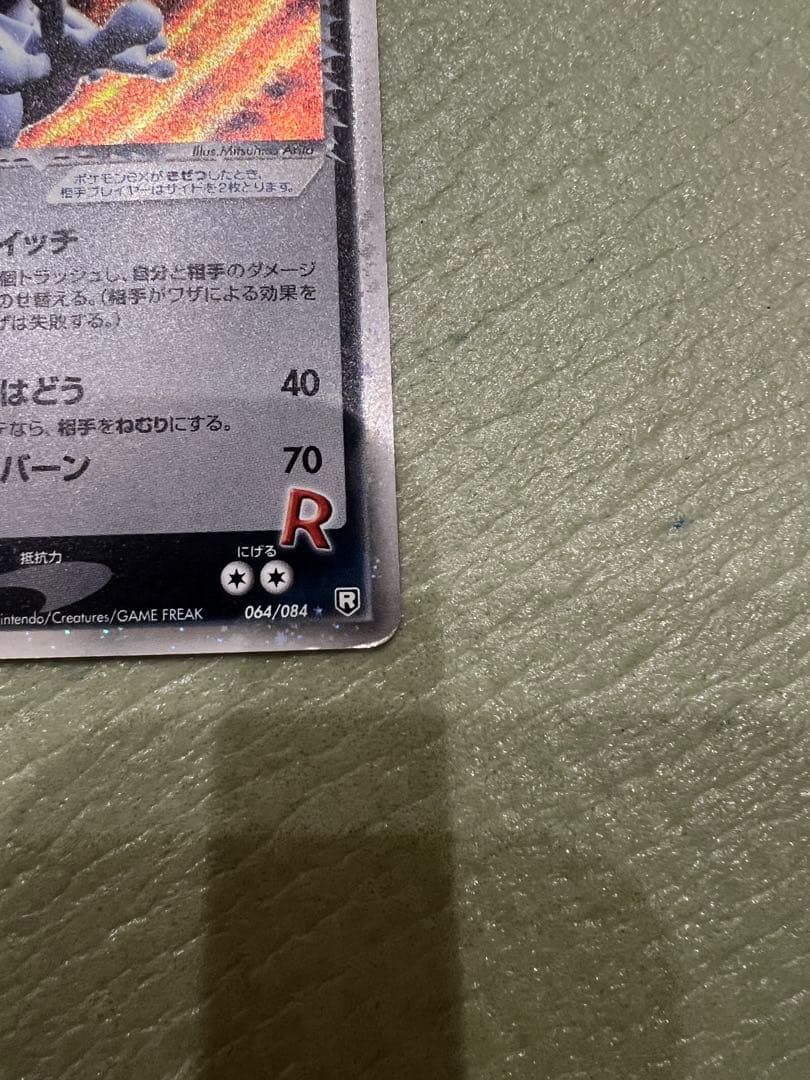 Illus.Mitsuhiro Arita
ポケモンexがきぜつしたとき、
相手プレイヤーはサイドを2枚とります。
イッチ
個トラッシュし、自分と相手のダメージ
のせ替える。(相手がワザによる効果を
ザは失敗する。)
はどう 40
テなら、相手をねむりにする。
バーン 70
R
抵抗力 にげる
intendo/Creatures/GAME FREAK 064/084 ★ R